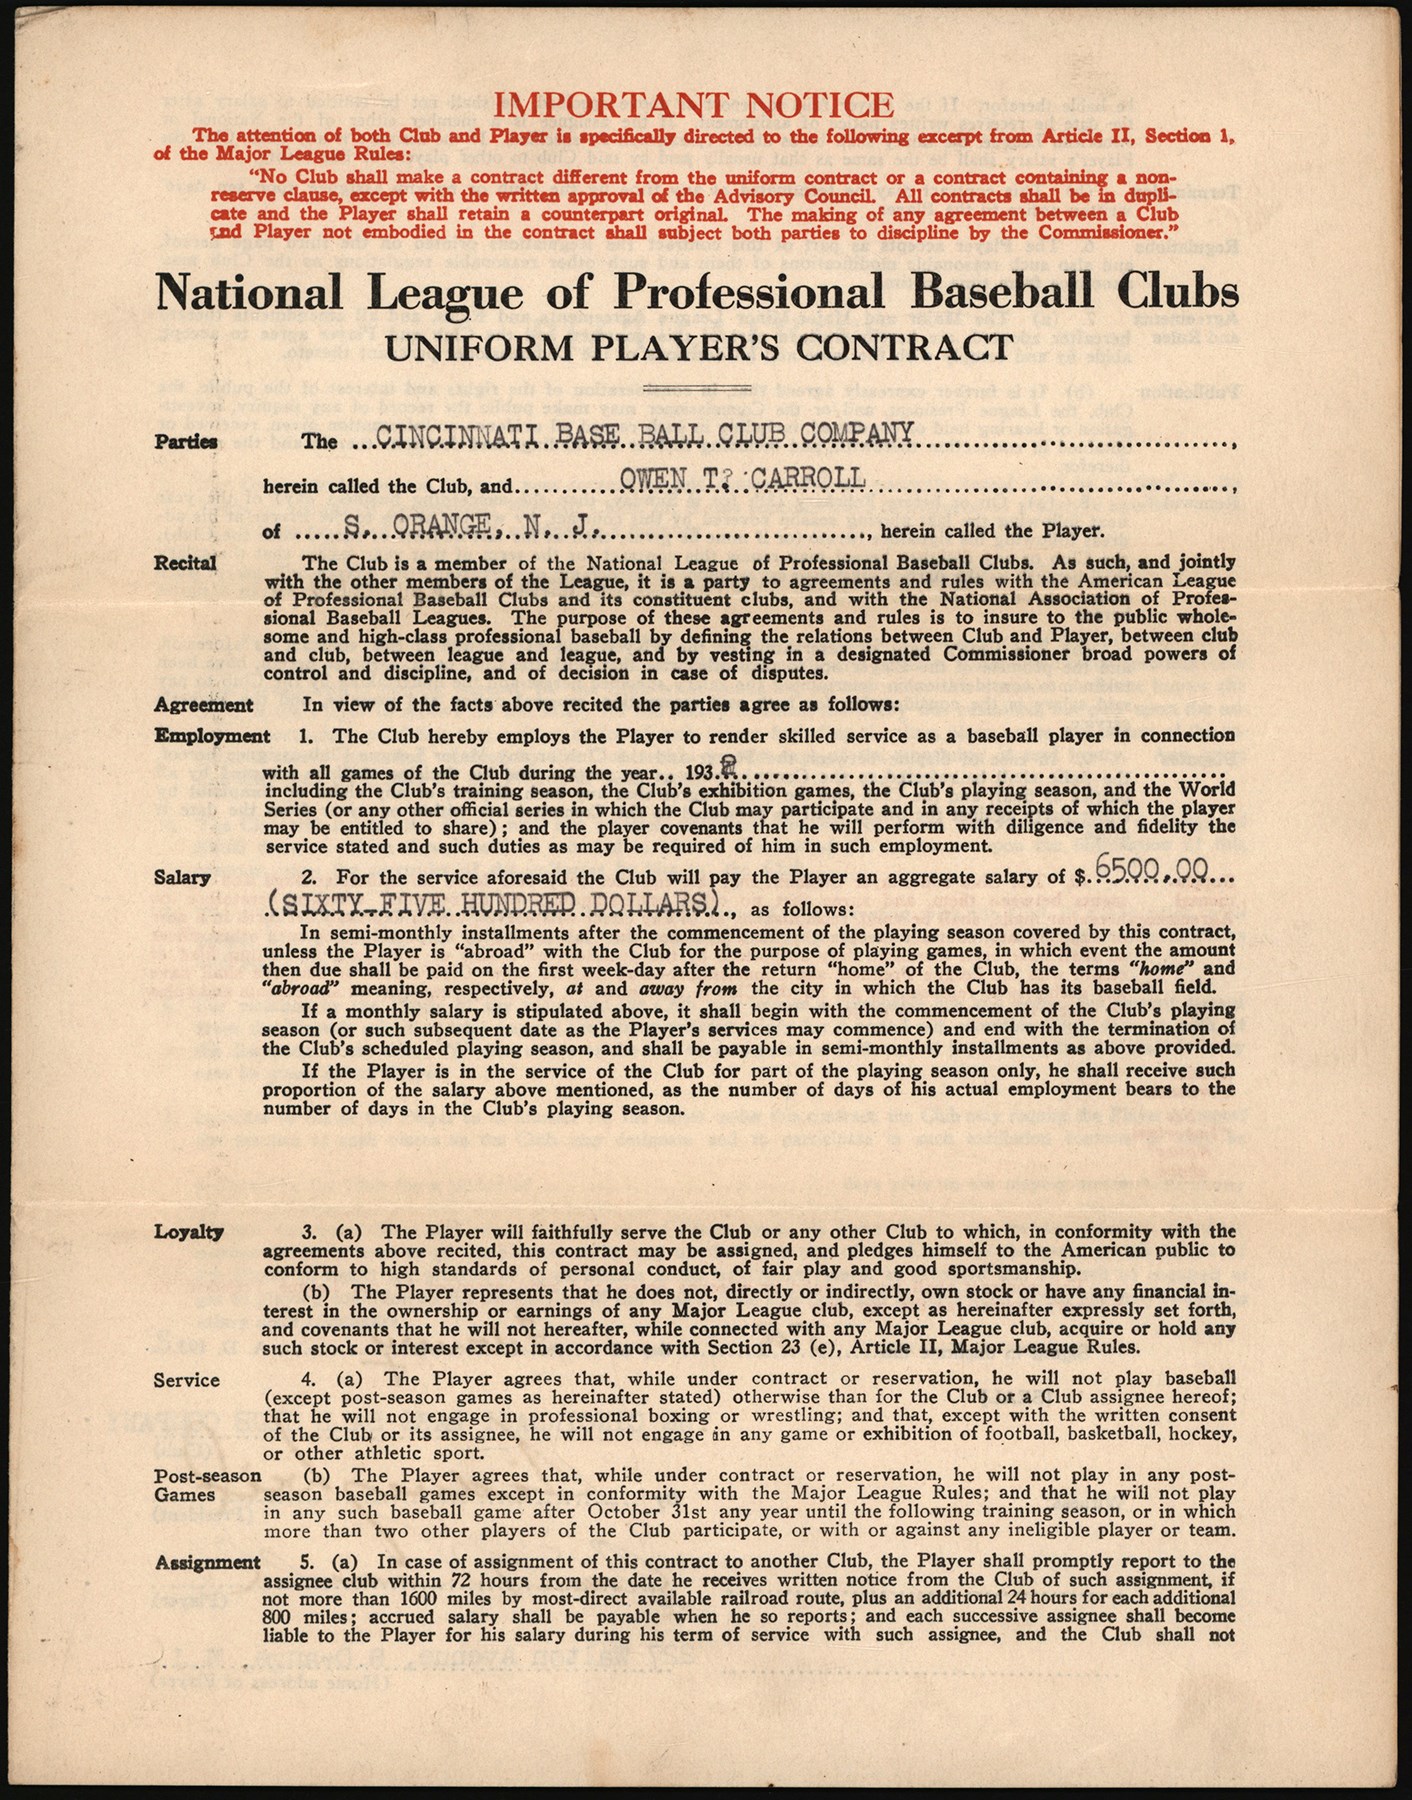 IMPORTANT NOTICE
The attention of both Club and Player is specifically directed to the following excerpt from Article II, Section 1,
of the Major League Rules:
"No Club shall make a contract different from the uniform contract or a contract containing a non-
reserve clause, except with the written approval of the Advisory Council. All contracts shall be in dupli-
cate and the Player shall retain a counterpart original. The making of any agreement between a Club
and Player not embodied in the contract shall subject both parties to discipline by the Commissioner."
National League of Professional Baseball Clubs
UNIFORM PLAYER'S CONTRACT
Parties The ...CINCINNATI BASE BALL CLUB COMPANY...,
herein called the Club, and...OWEN T? CARROLL...,
of ...S. ORANGE, N. J...., herein called the Player.
Recital The Club is a member of the National League of Professional Baseball Clubs. As such, and jointly
with the other members of the League, it is a party to agreements and rules with the American League
of Professional Baseball Clubs and its constituent clubs, and with the National Association of Profes-
sional Baseball Leagues. The purpose of these agreements and rules is to insure to the public whole-
some and high-class professional baseball by defining the relations between Club and Player, between club
and club, between league and league, and by vesting in a designated Commissioner broad powers of
control and discipline, and of decision in case of disputes.
Agreement In view of the facts above recited the parties agree as follows:
Employment 1. The Club hereby employs the Player to render skilled service as a baseball player in connection
with all games of the Club during the year.. 193
including the Club's training season, the Club's exhibition games, the Club's playing season, and the World
Series (or any other official series in which the Club may participate and in any receipts of which the player
may be entitled to share); and the player covenants that he will perform with diligence and fidelity the
service stated and such duties as may be required of him in such employment.
Salary 2. For the service aforesaid the Club will pay the Player an aggregate salary of $.6500.00...
(SIXTY-FIVE HUNDRED DOLLARS)., as follows:
In semi-monthly installments after the commencement of the playing season covered by this contract,
unless the Player is "abroad" with the Club for the purpose of playing games, in which event the amount
then due shall be paid on the first week-day after the return "home" of the Club, the terms "home" and
"abroad" meaning, respectively, at and away from the city in which the Club has its baseball field.
If a monthly salary is stipulated above, it shall begin with the commencement of the Club's playing
season (or such subsequent date as the Player's services may commence) and end with the termination of
the Club's scheduled playing season, and shall be payable in semi-monthly installments as above provided.
If the Player is in the service of the Club for part of the playing season only, he shall receive such
proportion of the salary above mentioned, as the number of days of his actual employment bears to the
number of days in the Club's playing season.
Loyalty 3. (a) The Player will faithfully serve the Club or any other Club to which, in conformity with the
agreements above recited, this contract may be assigned, and pledges himself to the American public to
conform to high standards of personal conduct, of fair play and good sportsmanship.
(b) The Player represents that he does not, directly or indirectly, own stock or have any financial in-
terest in the ownership or earnings of any Major League club, except as hereinafter expressly set forth,
and covenants that he will not hereafter, while connected with any Major League club, acquire or hold any
such stock or interest except in accordance with Section 23 (e), Article II, Major League Rules.
Service 4. (a) The Player agrees that, while under contract or reservation, he will not play baseball
(except post-season games as hereinafter stated) otherwise than for the Club or a Club assignee hereof;
that he will not engage in professional boxing or wrestling; and that, except with the written consent
of the Club or its assignee, he will not engage in any game or exhibition of football, basketball, hockey,
or other athletic sport.
Post-season (b) The Player agrees that, while under contract or reservation, he will not play in any post-
Games season baseball games except in conformity with the Major League Rules; and that he will not play
in any such baseball game after October 31st any year until the following training season, or in which
more than two other players of the Club participate, or with or against any ineligible player or team.
Assignment 5. (a) In case of assignment of this contract to another Club, the Player shall promptly report to the
assignee club within 72 hours from the date he receives written notice from the Club of such assignment, if
not more than 1600 miles by most-direct available railroad route, plus an additional 24 hours for each additional
800 miles; accrued salary shall be payable when he so reports; and each successive assignee shall become
liable to the Player for his salary during his term of service with such assignee, and the Club shall not